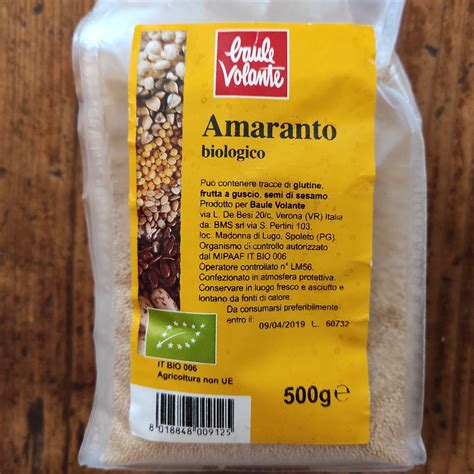 baule
volante
Amaranto
biologico
Può contenere tracce di glutine,
frutta a guscio, semi di sesamo
Prodotto per Baule Volante
via L. De Besi 20/c, Verona (VR) Italia
da: BMS srl via S. Pertini 103,
loc. Madonna di Lugo, Spoleto (PG).
Organismo di controllo autorizzato
dal MIPAAF IT BIO 006
Operatore controllato n° LM56.
Confezionato in atmosfera protettiva.
Conservare in luogo fresco e asciutto e
lontano da fonti di calore.
Da consumarsi preferibilmente
entro il: 09/04/2019 L. 60732
IT BIO 006
Agricoltura non UE
500g e
8 018848 009125